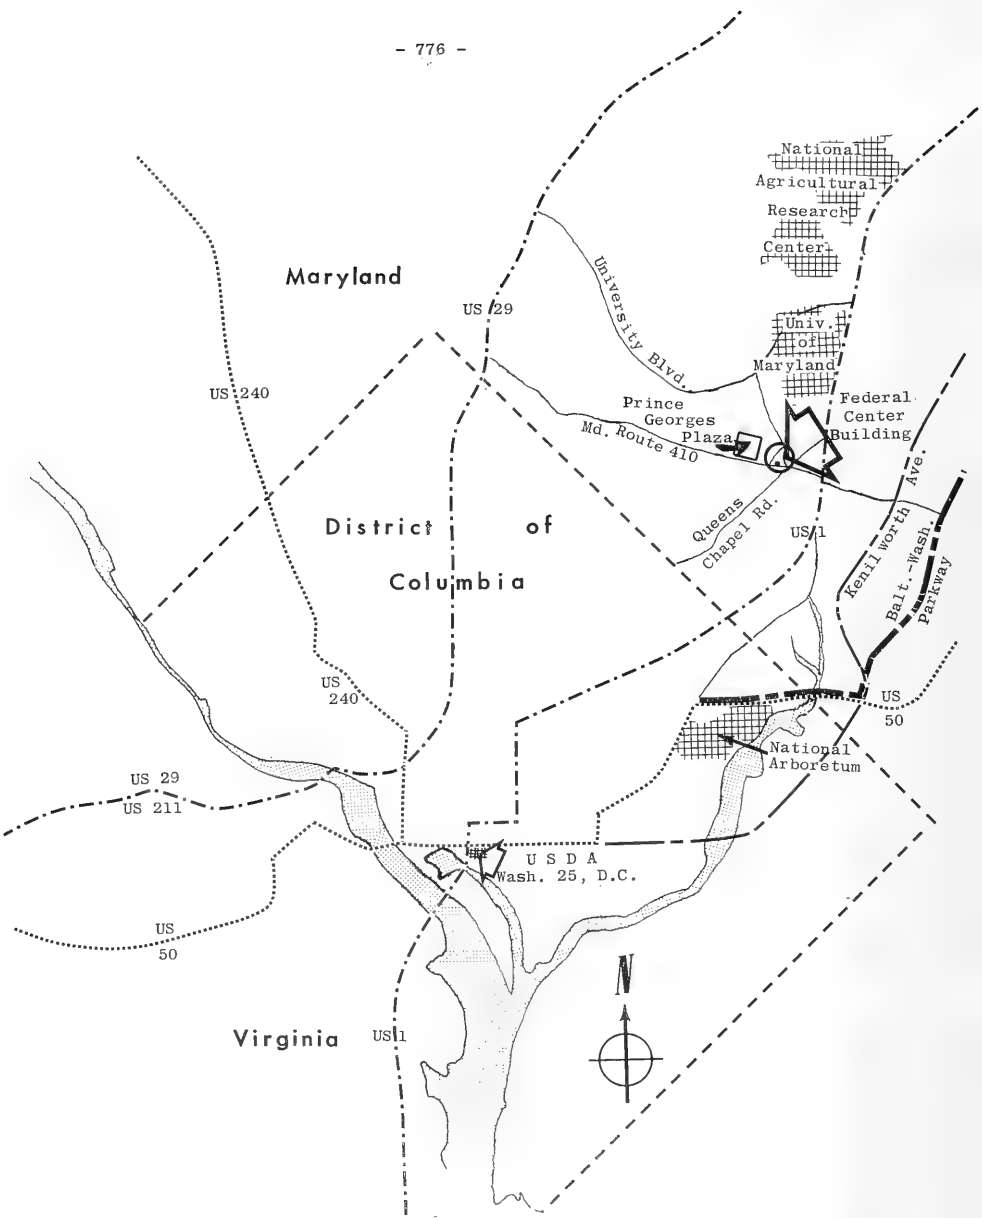 - 776 -
National
Agricultural
Research
Center
Maryland
University Blvd.
US 29
Univ.
of
Maryland
US 240
Prince
Georges
Plaza
Federal
Center
Building
Md. Route 410
Queens
Chapel Rd.
US 1
Kenilworth Ave.
Balt.-Wash.
Parkway
District of
Columbia
US
240
US
50
National
Arboretum
US 29
US 211
U S D A
Wash. 25, D.C.
US
50
N
Virginia
US 1